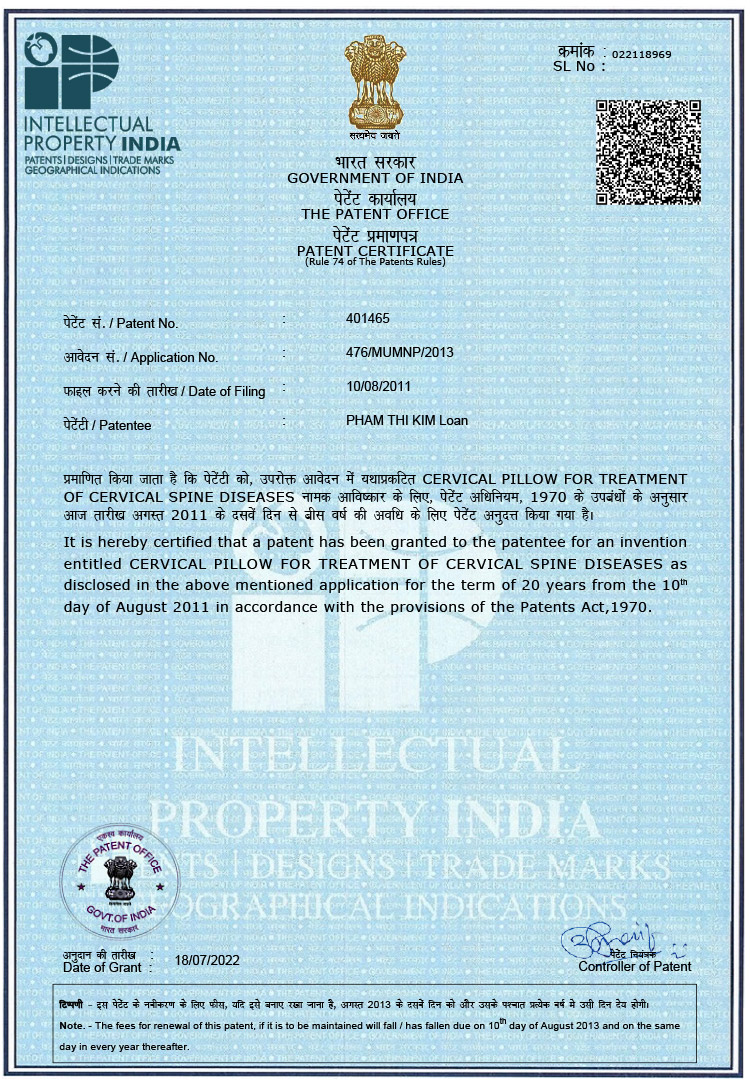 क्रमांक : 022118969
SL No :
INTELLECTUAL
PROPERTY INDIA
PATENTS | DESIGNS | TRADE MARKS
GEOGRAPHICAL INDICATIONS
सत्यमेव जयते
भारत सरकार
GOVERNMENT OF INDIA
पेटेंट कार्यालय
THE PATENT OFFICE
पेटेंट प्रमाणपत्र
PATENT CERTIFICATE
(Rule 74 of The Patents Rules)
पेटेंट सं. / Patent No. : 401465
आवेदन सं. / Application No. : 476/MUMNP/2013
फाइल करने की तारीख / Date of Filing : 10/08/2011
पेटेंटी / Patentee : PHAM THI KIM Loan
प्रमाणित किया जाता है कि पेटेंटी को, उपरोक्त आवेदन में यथाप्रकटित CERVICAL PILLOW FOR TREATMENT
OF CERVICAL SPINE DISEASES नामक आविष्कार के लिए, पेटेंट अधिनियम, 1970 के उपबंधों के अनुसार
आज तारीख अगस्त 2011 के दसवें दिन से बीस वर्ष की अवधि के लिए पेटेंट अनुदत्त किया गया है।
It is hereby certified that a patent has been granted to the patentee for an invention
entitled CERVICAL PILLOW FOR TREATMENT OF CERVICAL SPINE DISEASES as
disclosed in the above mentioned application for the term of 20 years from the 10th
day of August 2011 in accordance with the provisions of the Patents Act,1970.
INTELLECTUAL
PROPERTY INDIA
TS | DESIGNS | TRADE MARKS
OGRAPHICAL INDICATIONS
एकस्व कार्यालय
THE PATENT OFFICE
GOVT. OF INDIA
भारत सरकार
अनुदान की तारीख :
Date of Grant : 18/07/2022
पेटेंट नियंत्रक
Controller of Patent
टिप्पणी - इस पेटेंट के नवीकरण के लिए फीस, यदि इसे बनाए रखा जाना है, अगस्त 2013 के दसवें दिन को और उसके पश्चात प्रत्येक वर्ष मे उसी दिन देय होगी।
Note. - The fees for renewal of this patent, if it is to be maintained will fall / has fallen due on 10th day of August 2013 and on the same
day in every year thereafter.